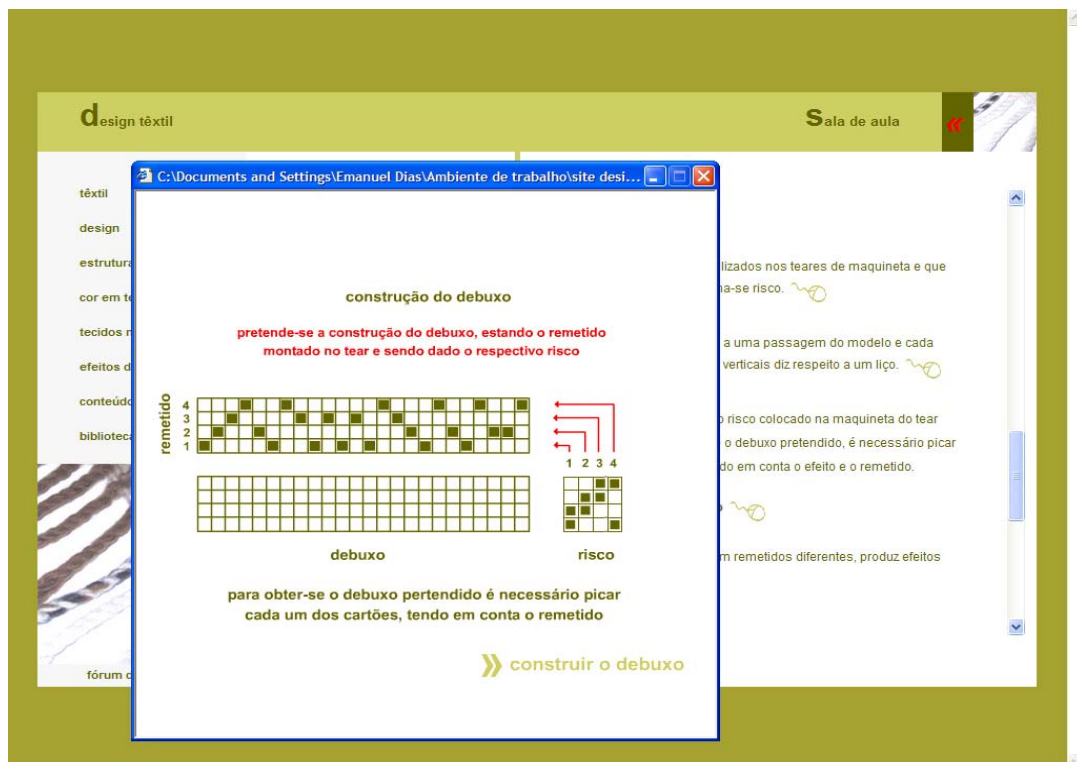 design têxtil
Sala de aula
C:\Documents and Settings\Emanuel Dias\Ambiente de trabalho\site desi...
têxtil
design
estrutura
cor em
tecidos
efeitos d
conteúdo
biblioteca
fórum
construção do debuxo
pretende-se a construção do debuxo, estando o remetido
montado no tear e sendo dado o respectivo risco
remetido
4
3
2
1
1 2 3 4
debuxo
risco
para obter-se o debuxo pertendido é necessário picar
cada um dos cartões, tendo em conta o remetido
construir o debuxo
lizados nos teares de maquineta e que
a-se risco.
a uma passagem do modelo e cada
verticais diz respeito a um liço.
risco colocado na maquineta do tear
o debuxo pretendido, é necessário picar
do em conta o efeito e o remetido.
m remetidos diferentes, produz efeitos